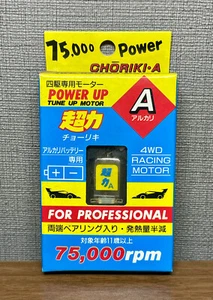 75,000 Power
CHŌRIKI·A
四駆専用モーター
POWER UP
TUNE UP MOTOR
A
アルカリ
超力
チョーリキ
アルカリバッテリー
専用
+ −
超力
4WD
RACING
MOTOR
FOR PROFESSIONAL
両端ベアリング入り・発熱量半減
対象年齢11歳以上
75,000rpm